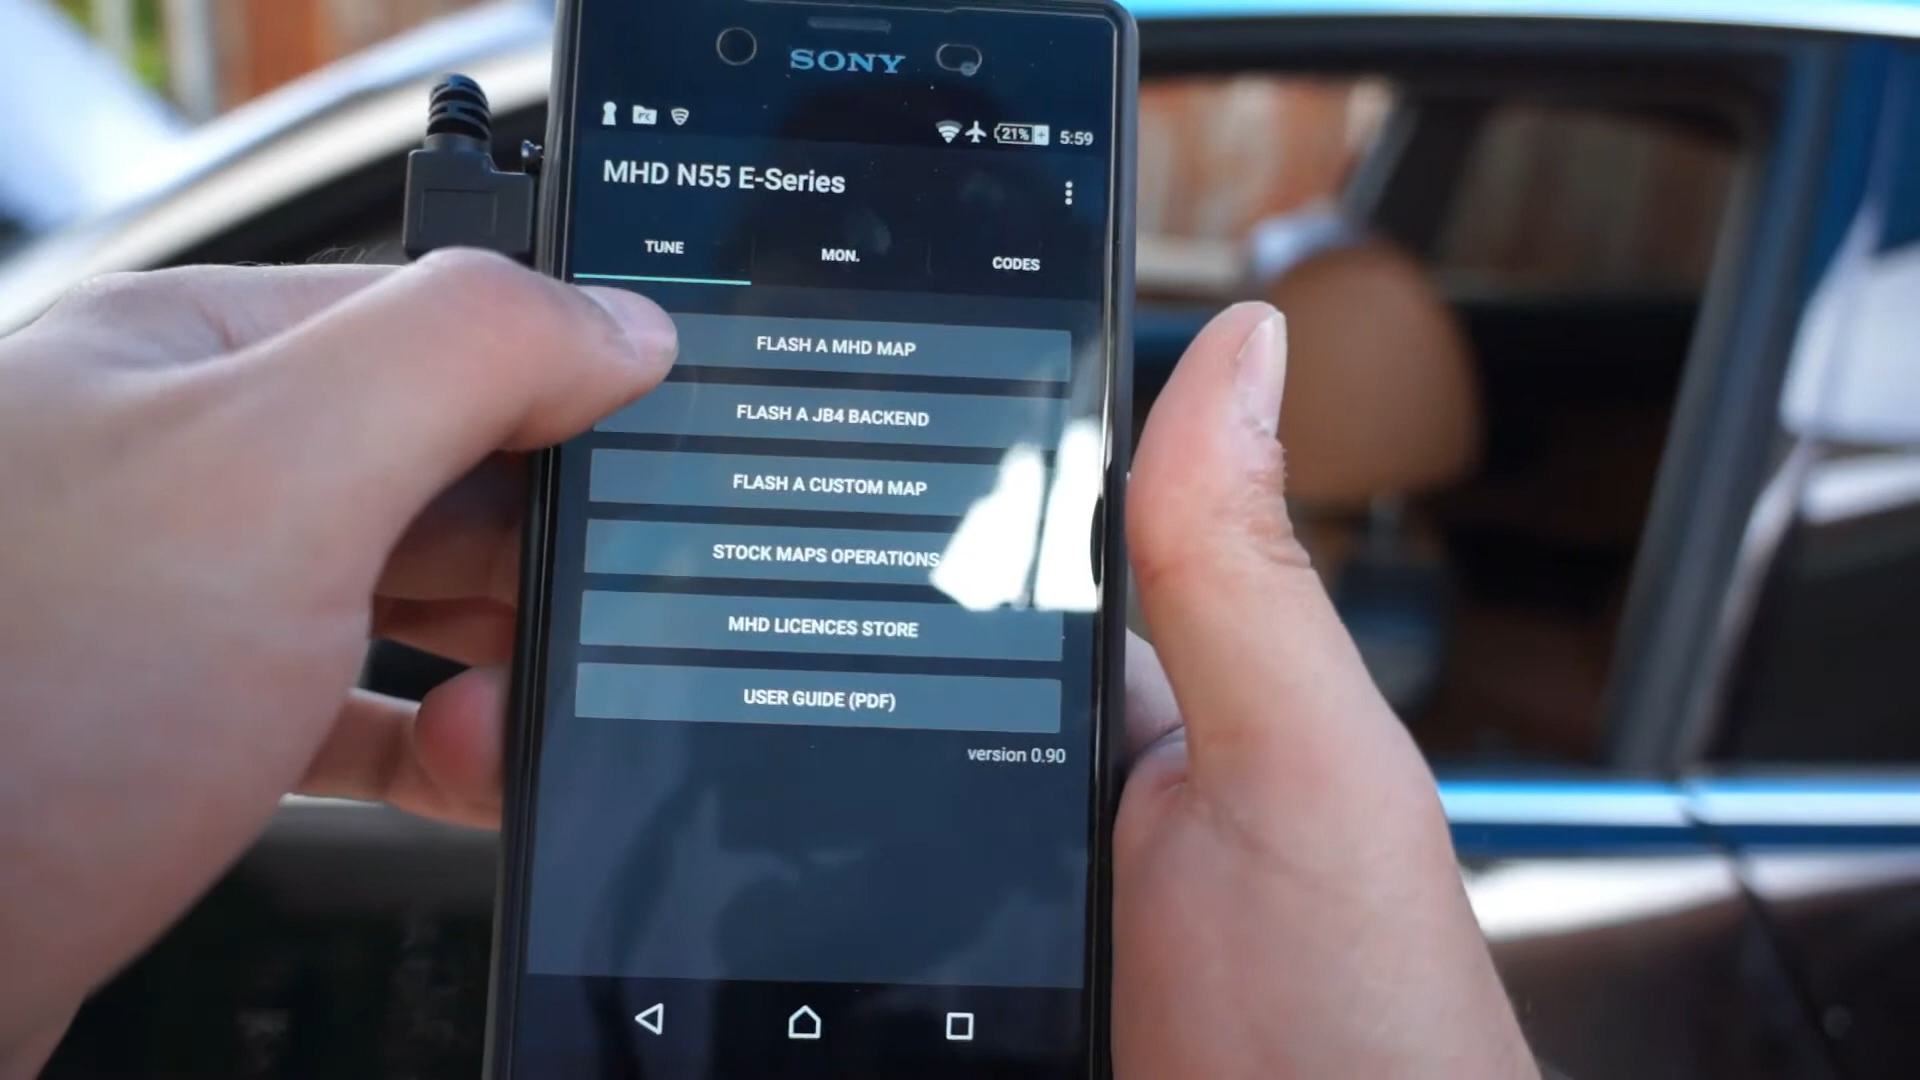 SONY
21% 5:59
MHD N55 E-Series
TUNE MON. CODES
FLASH A MHD MAP
FLASH A JB4 BACKEND
FLASH A CUSTOM MAP
STOCK MAPS OPERATIONS
MHD LICENCES STORE
USER GUIDE (PDF)
version 0.90